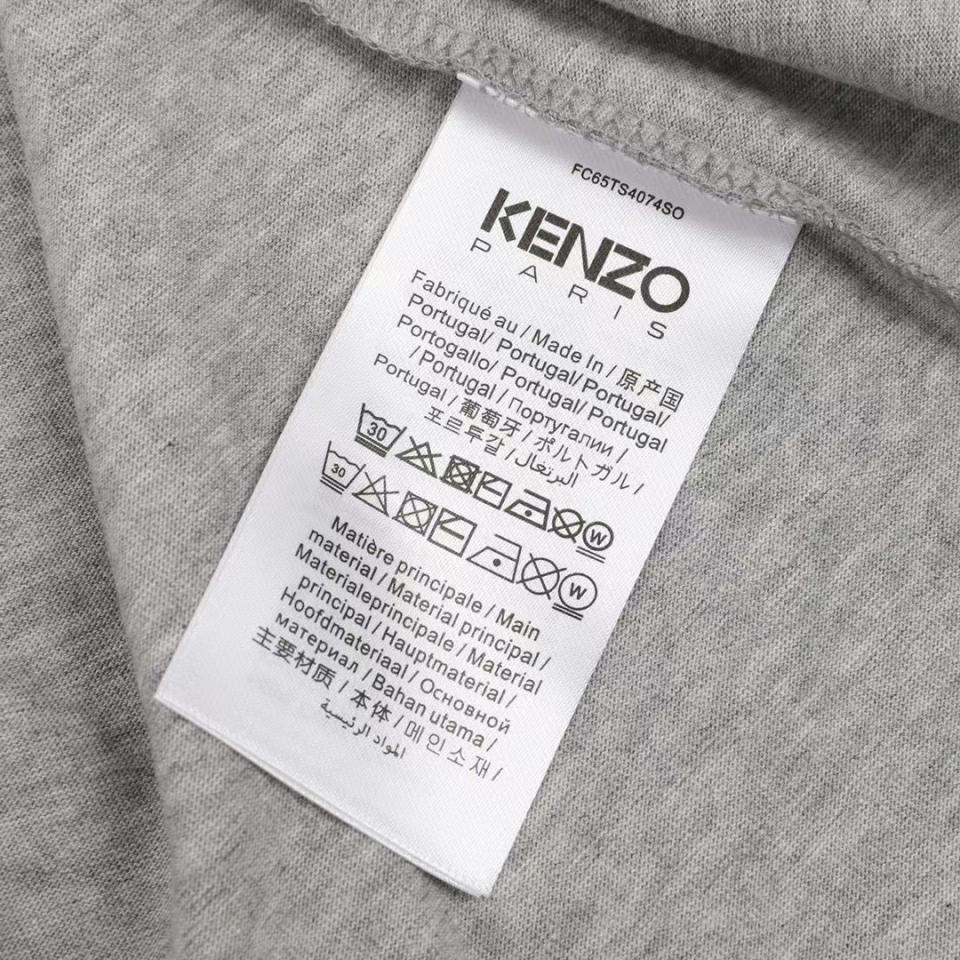 FC65TS4074SO
KENZO
PARIS
Fabriqué au / Made In / 原产国
Portugal/ Portugal/Portugal/
Portogallo/ Portugal/ Portugal
/Portugal / Португалии /
Portugal / 葡萄牙 / ポルトガル /
포르투갈 / البرتغال
30 W
30 W
Matière principale / Main
material / Material principal /
Materialeprincipale / Material
principal / Hauptmaterial /
Hoofdmateriaal / Основной
материал / Bahan utama /
主要材质 / 本体 / 메인소재 /
المواد الرئيسية